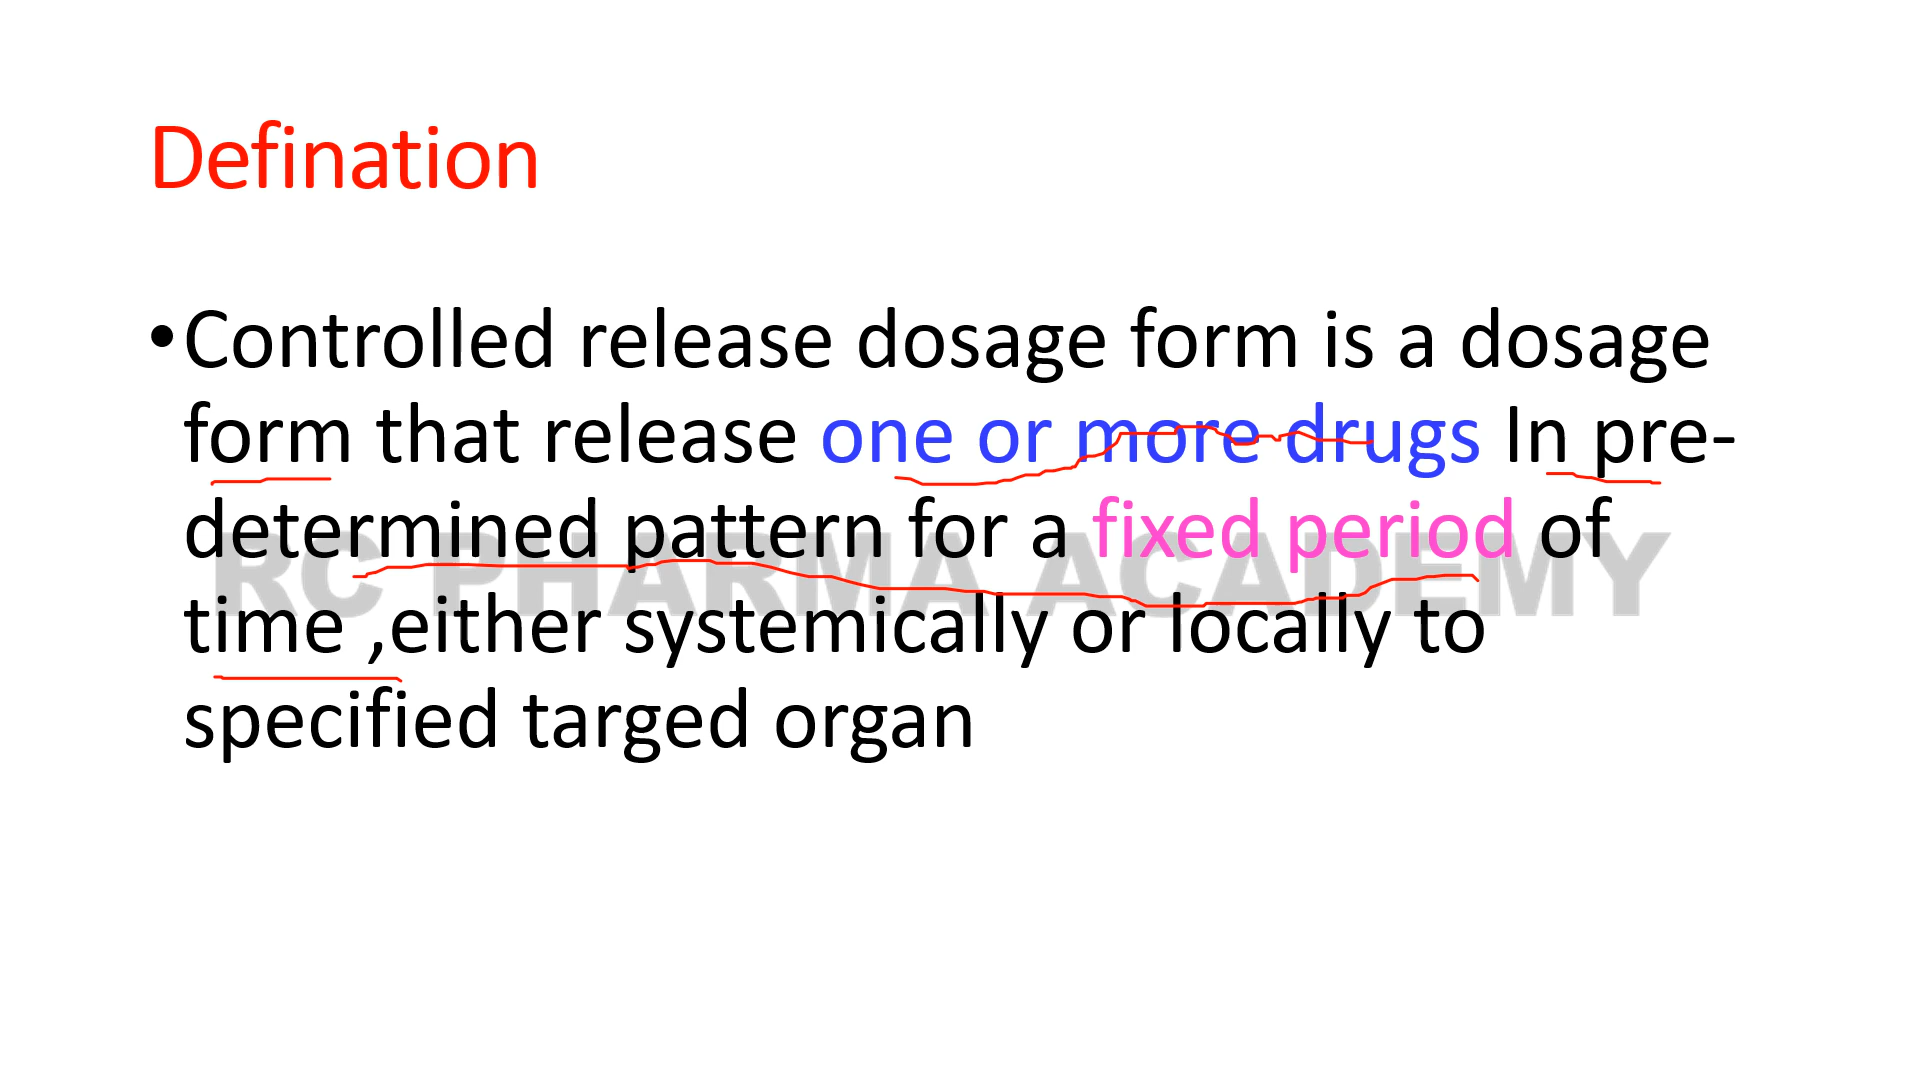 Defination
•Controlled release dosage form is a dosage
form that release one or more drugs In pre-
determined pattern for a fixed period of
RC PHARMA ACADEMY
time ,either systemically or locally to
specified targed organ